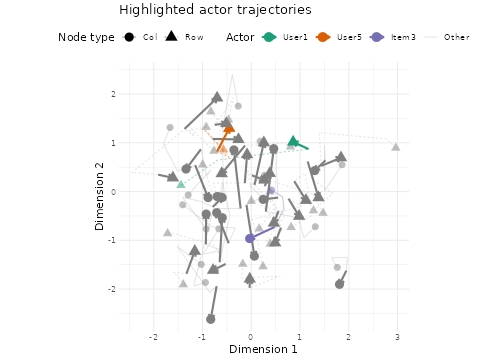 Highlighted actor trajectories
Node type Col Row Actor User1 User5 Item3 Other
2
1
0
-1
-2
-2 -1 0 1 2 3
Dimension 2
Dimension 1